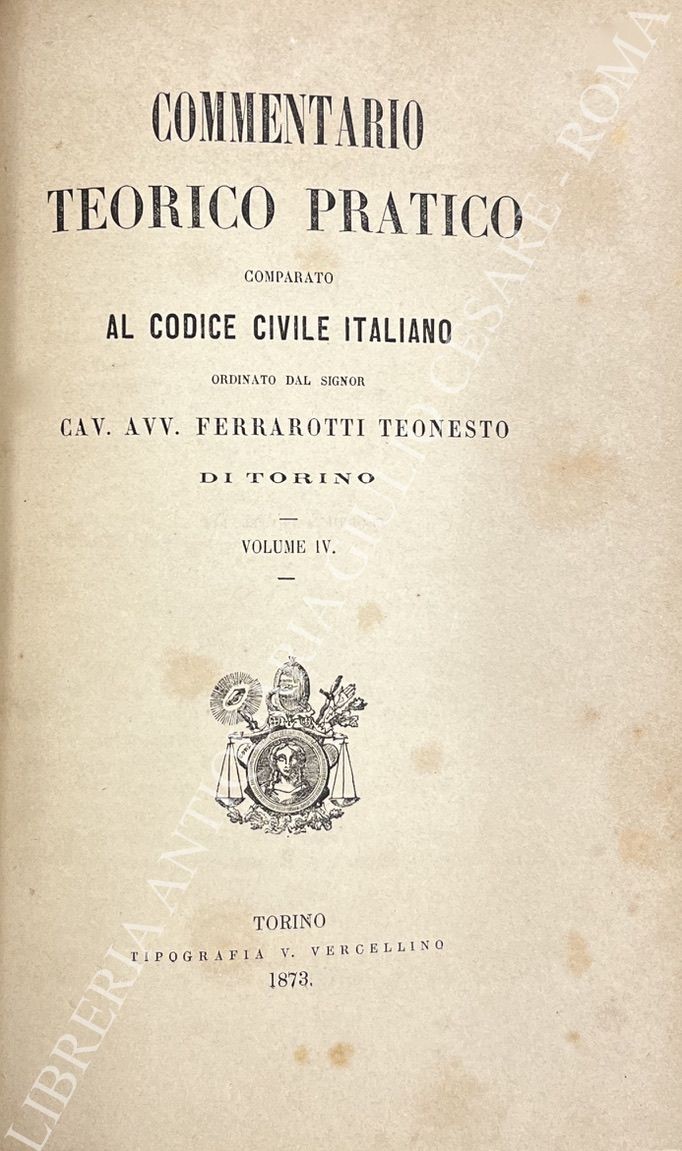 COMMENTARIO
TEORICO PRATICO
COMPARATO
AL CODICE CIVILE ITALIANO
ORDINATO DAL SIGNOR
CAV. AVV. FERRAROTTI TEONESTO
DI TORINO
VOLUME IV.
TORINO
TIPOGRAFIA V. VERCELLINO
1873.
LIBRERIA ANTIQUARIA GIULIO CESARE - ROMA